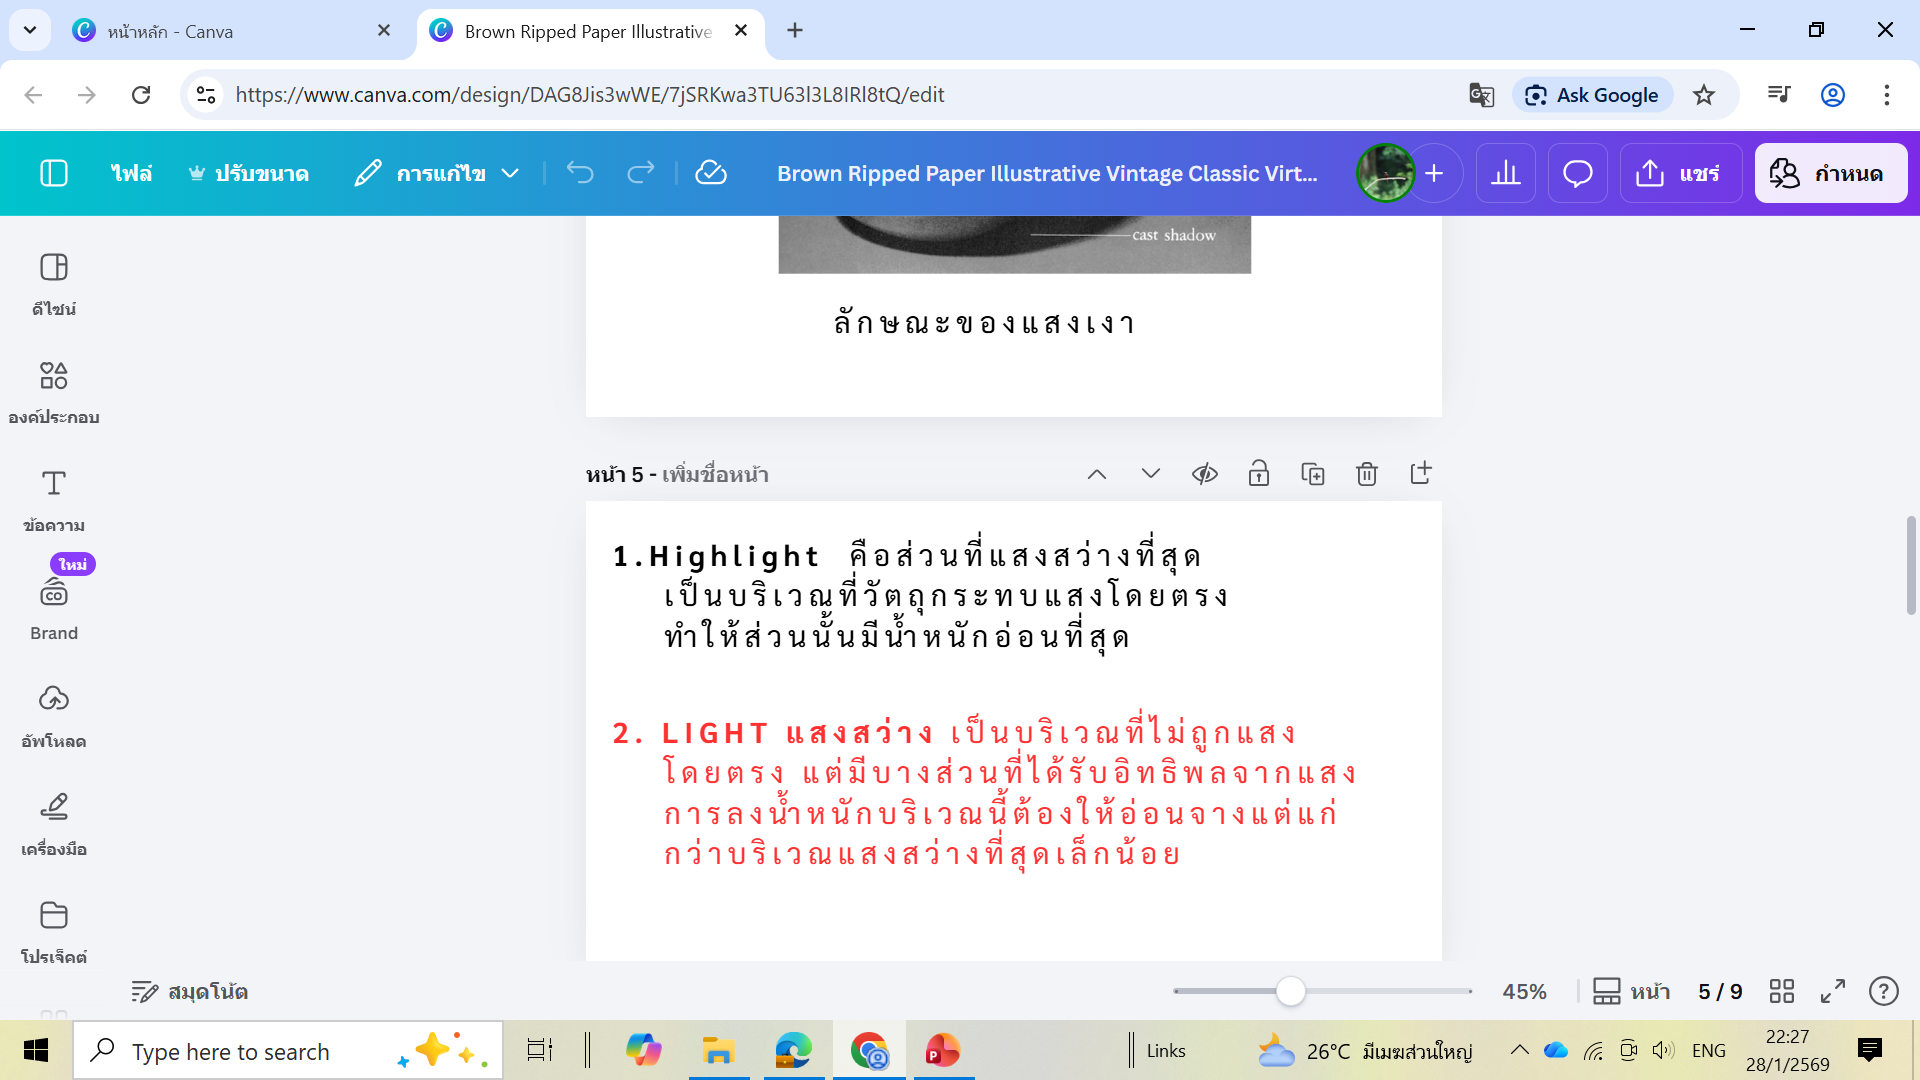 หน้าหลัก - Canva
Brown Ripped Paper Illustrative
https://www.canva.com/design/DAG8Jis3wWE/7jSRKwa3TU63l3L8IRl8tQ/edit
Ask Google
ไฟล์
ปรับขนาด
การแก้ไข
Brown Ripped Paper Illustrative Vintage Classic Virt...
แชร์
กำหนด
ดีไซน์
องค์ประกอบ
ข้อความ
ใหม่
Brand
อัพโหลด
เครื่องมือ
โปรเจ็คต์
cast shadow
ลักษณะของแสงเงา
หน้า 5 - เพิ่มชื่อหน้า
1.Highlight คือส่วนที่แสงสว่างที่สุด
เป็นบริเวณที่วัตถุกระทบแสงโดยตรง
ทำให้ส่วนนั้นมีน้ำหนักอ่อนที่สุด
2. LIGHT แสงสว่าง เป็นบริเวณที่ไม่ถูกแสง
โดยตรง แต่มีบางส่วนที่ได้รับอิทธิพลจากแสง
การลงน้ำหนักบริเวณนี้ต้องให้อ่อนจางแต่แก่
กว่าบริเวณแสงสว่างที่สุดเล็กน้อย
สมุดโน้ต
45%
หน้า
5 / 9
Type here to search
Links
26°C มีเมฆส่วนใหญ่
ENG
22:27
28/1/2569